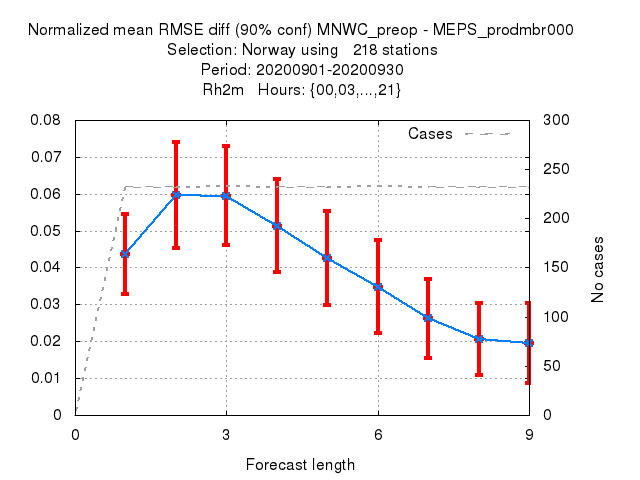 Normalized mean RMSE diff (90% conf) MNWC_preop - MEPS_prodmbr000
Selection: Norway using   218 stations
Period: 20200901-20200930
Rh2m   Hours: {00,03,...,21}
Cases
0.08
0.07
0.06
0.05
0.04
0.03
0.02
0.01
0
300
250
200
150
100
50
0
No cases
0 3 6 9
Forecast length